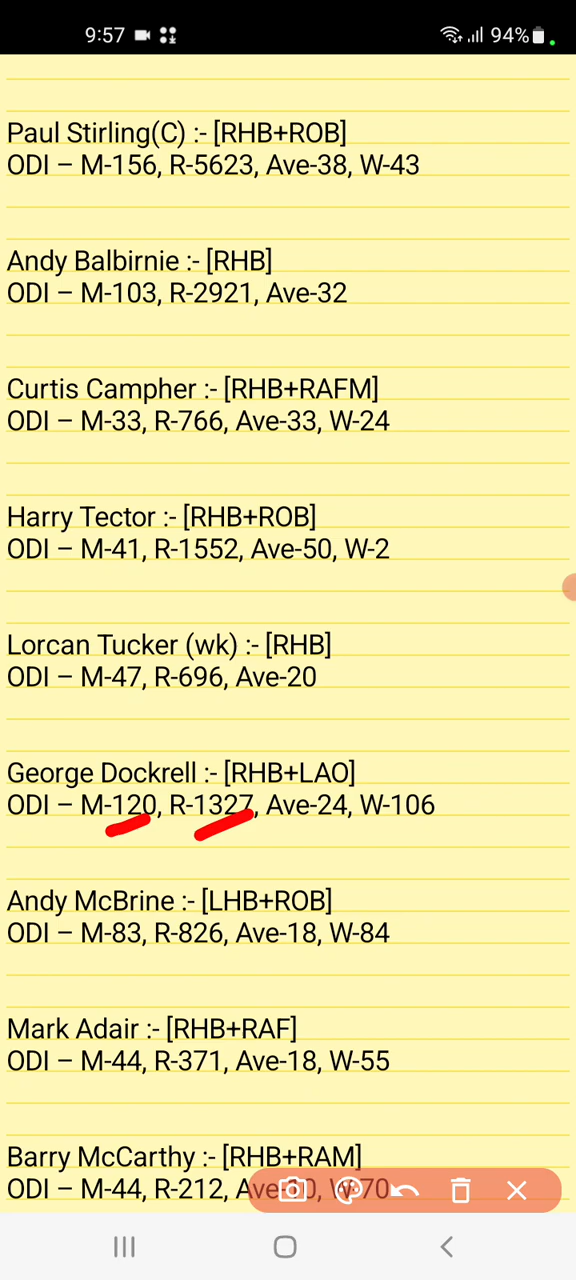 9:57 94%
Paul Stirling(C) :- [RHB+ROB]
ODI – M-156, R-5623, Ave-38, W-43
Andy Balbirnie :- [RHB]
ODI – M-103, R-2921, Ave-32
Curtis Campher :- [RHB+RAFM]
ODI – M-33, R-766, Ave-33, W-24
Harry Tector :- [RHB+ROB]
ODI – M-41, R-1552, Ave-50, W-2
Lorcan Tucker (wk) :- [RHB]
ODI – M-47, R-696, Ave-20
George Dockrell :- [RHB+LAO]
ODI – M-120, R-1327, Ave-24, W-106
Andy McBrine :- [LHB+ROB]
ODI – M-83, R-826, Ave-18, W-84
Mark Adair :- [RHB+RAF]
ODI – M-44, R-371, Ave-18, W-55
Barry McCarthy :- [RHB+RAM]
ODI – M-44, R-212, W-70